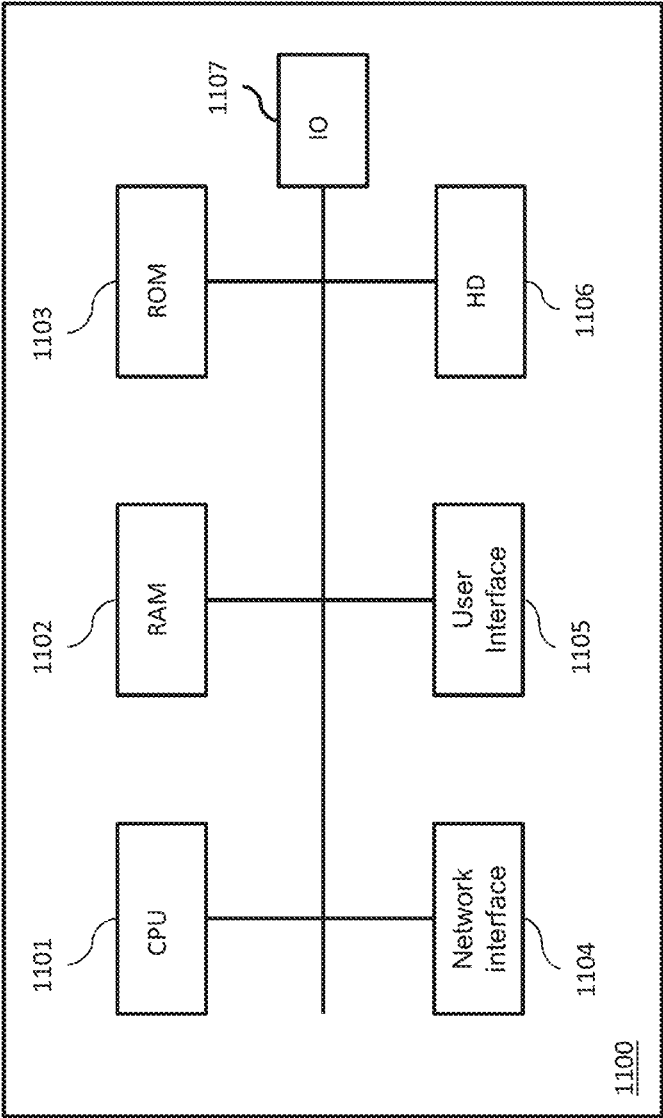 1101
1102
1103
1107
CPU
RAM
ROM
IO
Network
interface
User
Interface
HD
1104
1105
1106
1100